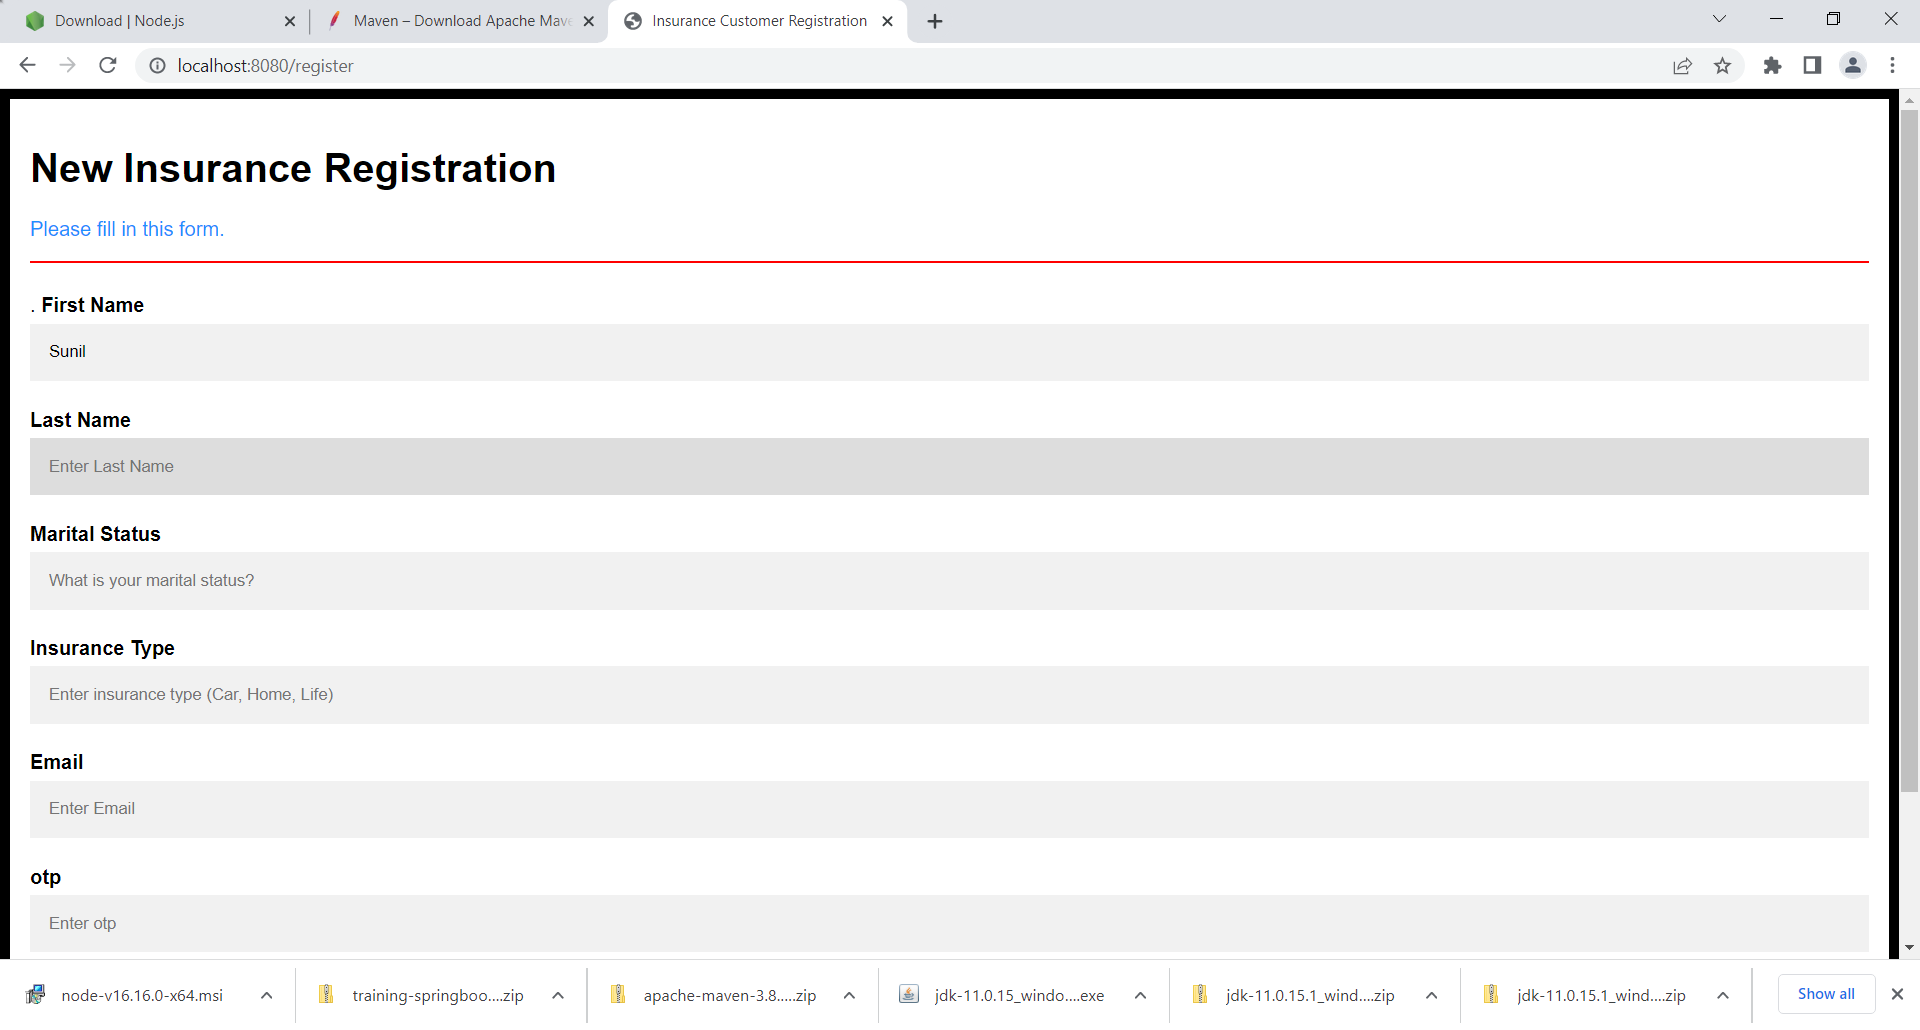 Download | Node.js
Maven – Download Apache Mave
Insurance Customer Registration
localhost:8080/register
New Insurance Registration
Please fill in this form.
. First Name
Sunil
Last Name
Enter Last Name
Marital Status
What is your marital status?
Insurance Type
Enter insurance type (Car, Home, Life)
Email
Enter Email
otp
Enter otp
node-v16.16.0-x64.msi
training-springboo....zip
apache-maven-3.8.....zip
jdk-11.0.15_windo....exe
jdk-11.0.15.1_wind....zip
jdk-11.0.15.1_wind....zip
Show all